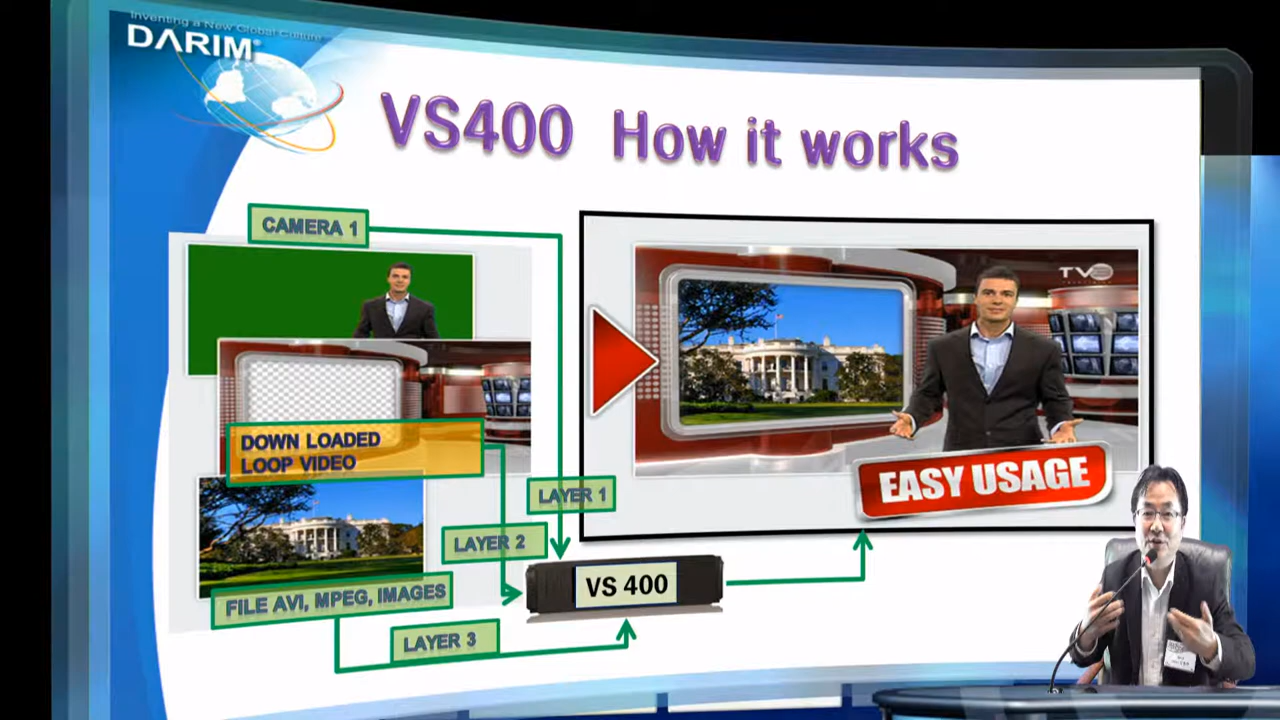 Inventing a New Global Culture
DARIM
VS400 How it works
CAMERA 1
TV
DOWN LOADED
LOOP VIDEO
LAYER 1
EASY USAGE
LAYER 2
VS 400
FILE AVI, MPEG, IMAGES
LAYER 3